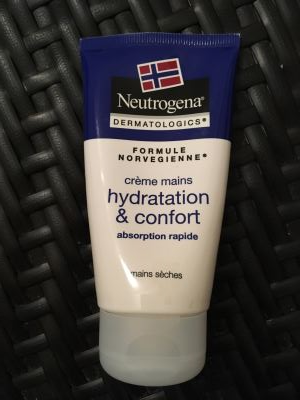 Neutrogena®
DERMATOLOGICS®
FORMULE
NORVEGIENNE®
crème mains
hydratation
& confort
absorption rapide
mains sèches